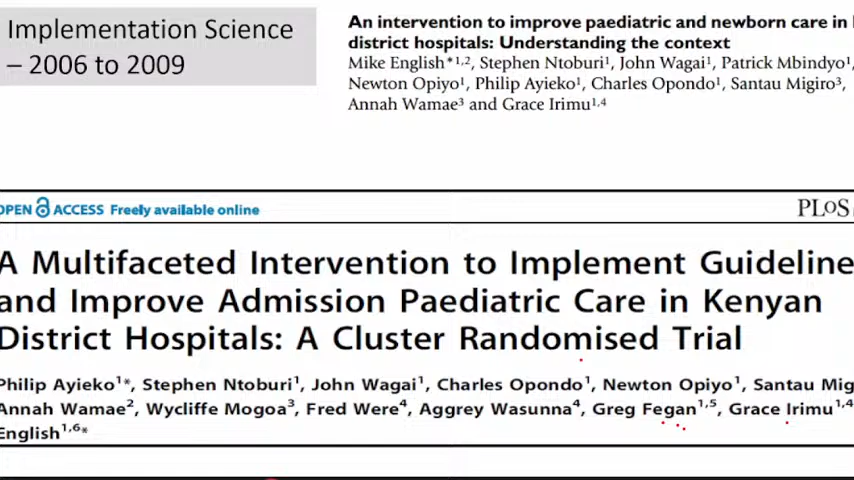 Implementation Science
– 2006 to 2009
An intervention to improve paediatric and newborn care in
district hospitals: Understanding the context
Mike English*1,2, Stephen Ntoburi1, John Wagai1, Patrick Mbindyo1,
Newton Opiyo1, Philip Ayieko1, Charles Opondo1, Santau Migiro3,
Annah Wamae3 and Grace Irimu1,4
OPEN ACCESS Freely available online
PLoS
A Multifaceted Intervention to Implement Guideline
and Improve Admission Paediatric Care in Kenyan
District Hospitals: A Cluster Randomised Trial
Philip Ayieko1*, Stephen Ntoburi1, John Wagai1, Charles Opondo1, Newton Opiyo1, Santau Mig
Annah Wamae2, Wycliffe Mogoa3, Fred Were4, Aggrey Wasunna4, Greg Fegan1,5, Grace Irimu1,4
English1,6*